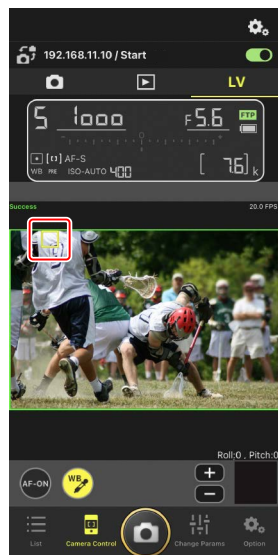 192.168.11.10 / Start
LV
S 1000 F 5.6 FTP
AF-S
WB PRE ISO-AUTO 400 [ 7.6] k
Success 20.0 FPS
Roll:0 , Pitch:0
AF-ON WB
List Camera Control Change Params Option